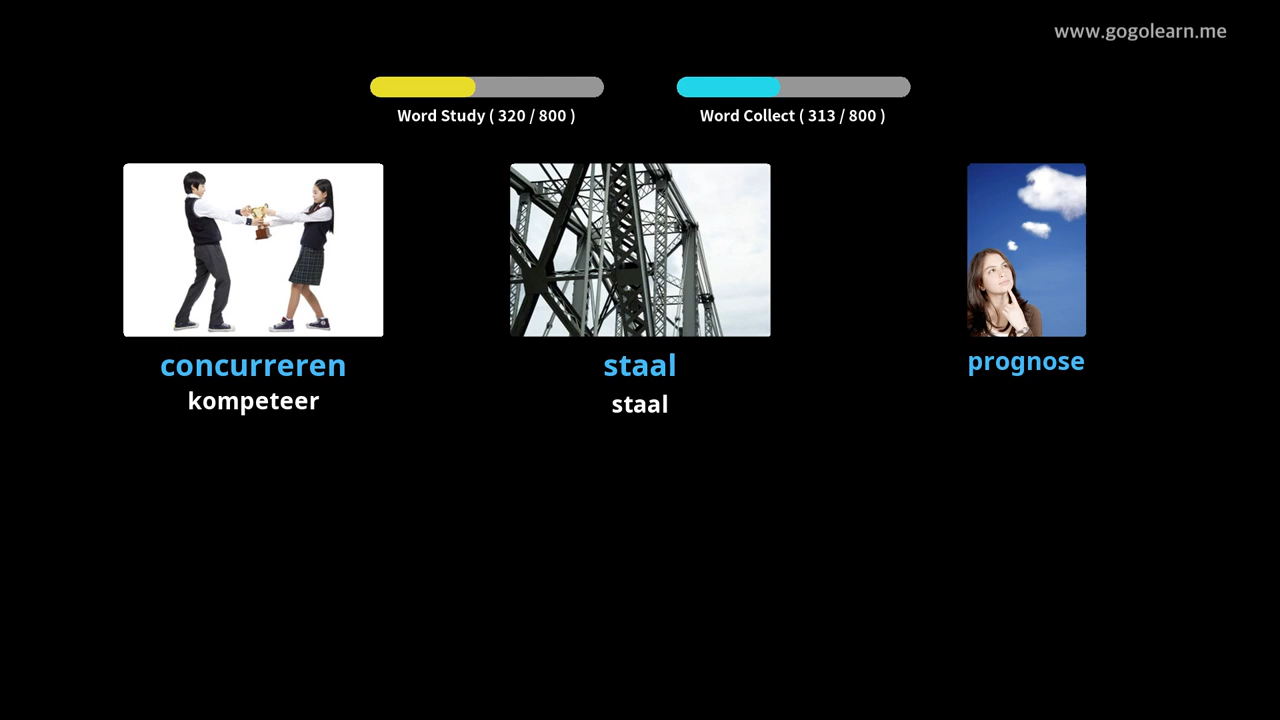 www.gogolearn.me
Word Study ( 320 / 800 )
Word Collect ( 313 / 800 )
concurreren
kompeteer
staal
staal
prognose